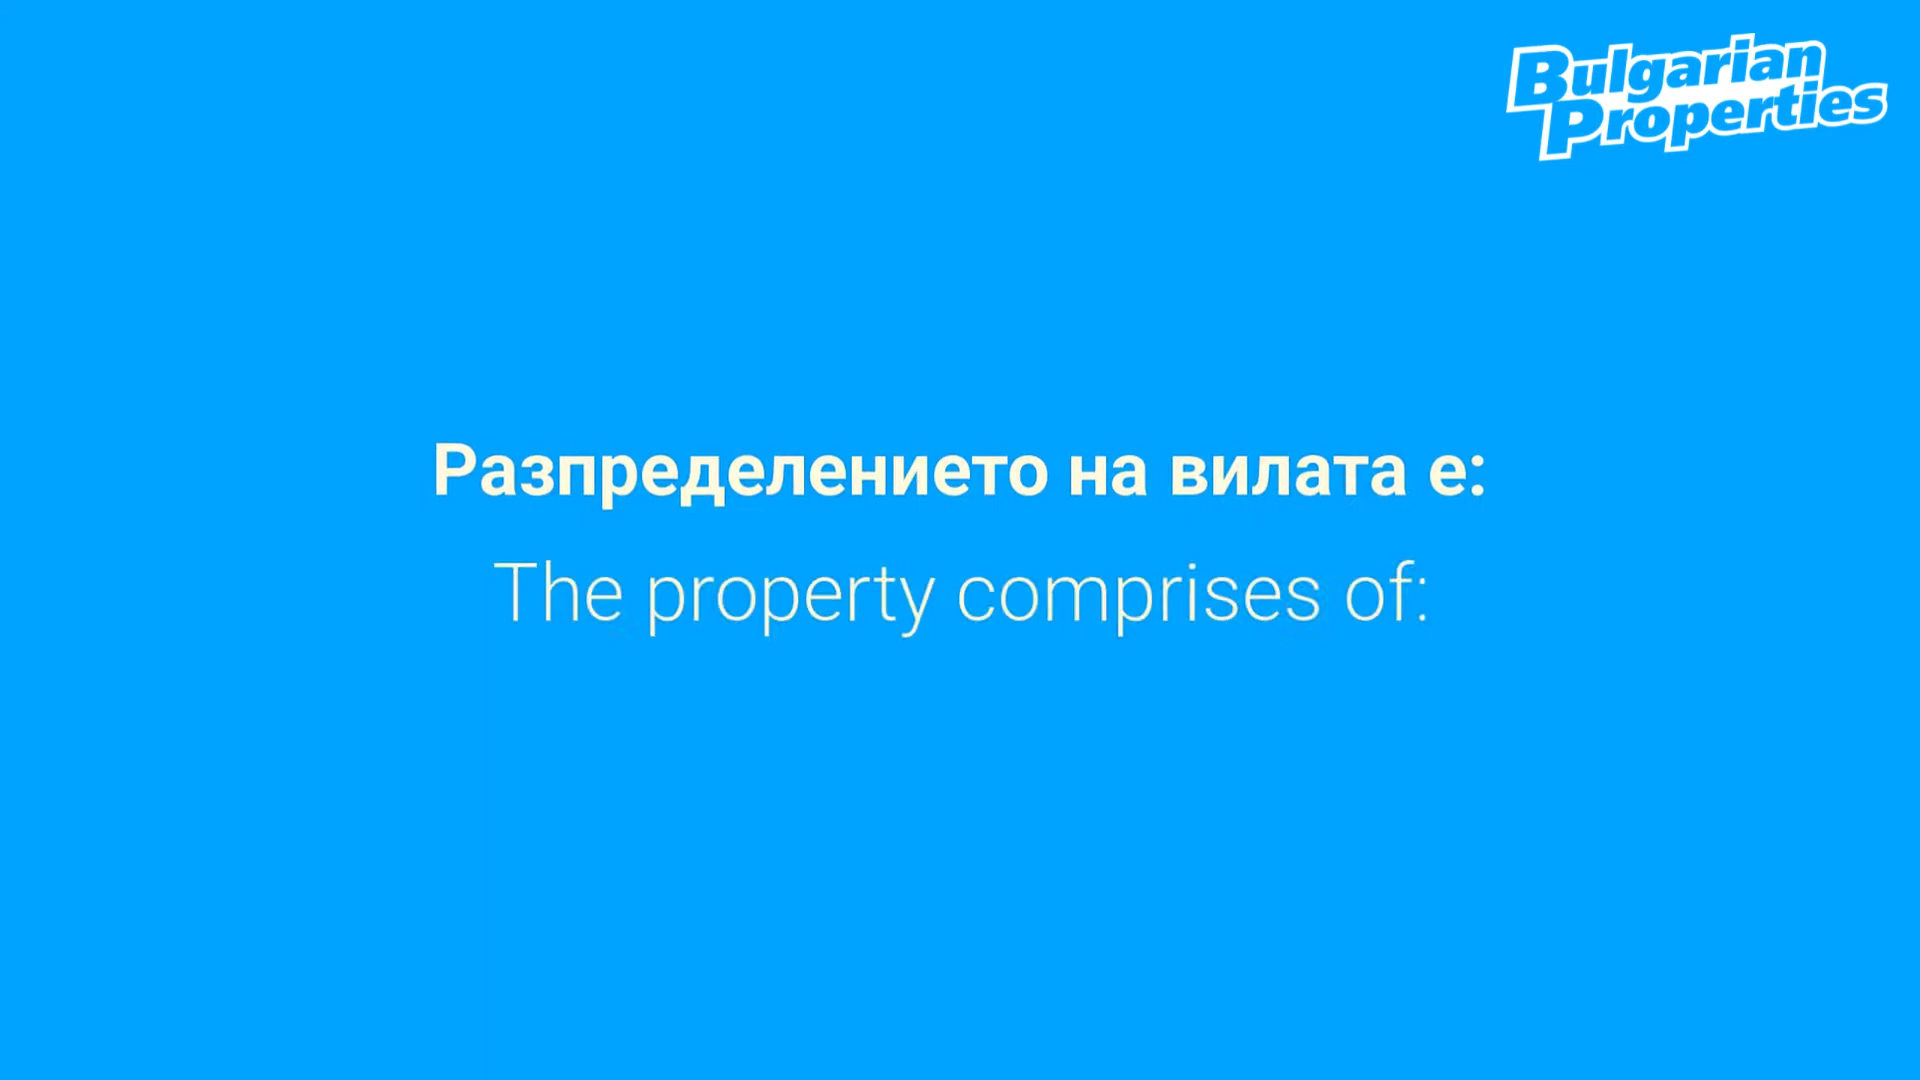 Bulgarian
Properties
Разпределението на вилата е:
The property comprises of: